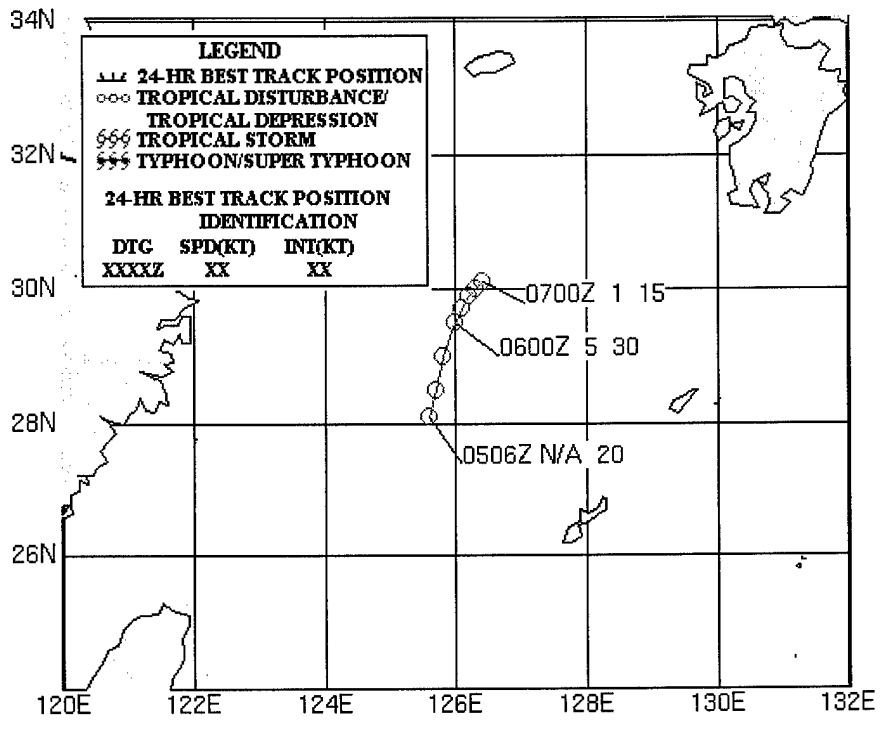 34N
LEGEND
24-HR BEST TRACK POSITION
TROPICAL DISTURBANCE/
TROPICAL DEPRESSION
TROPICAL STORM
32N
TYPHOON/SUPER TYPHOON
24-HR BEST TRACK POSITION
IDENTIFICATION
DTG SPD(KT) INT(KT)
XXXXZ XX XX
30N
0700Z 1 15
0600Z 5 30
28N
0506Z N/A 20
26N
120E 122E 124E 126E 128E 130E 132E